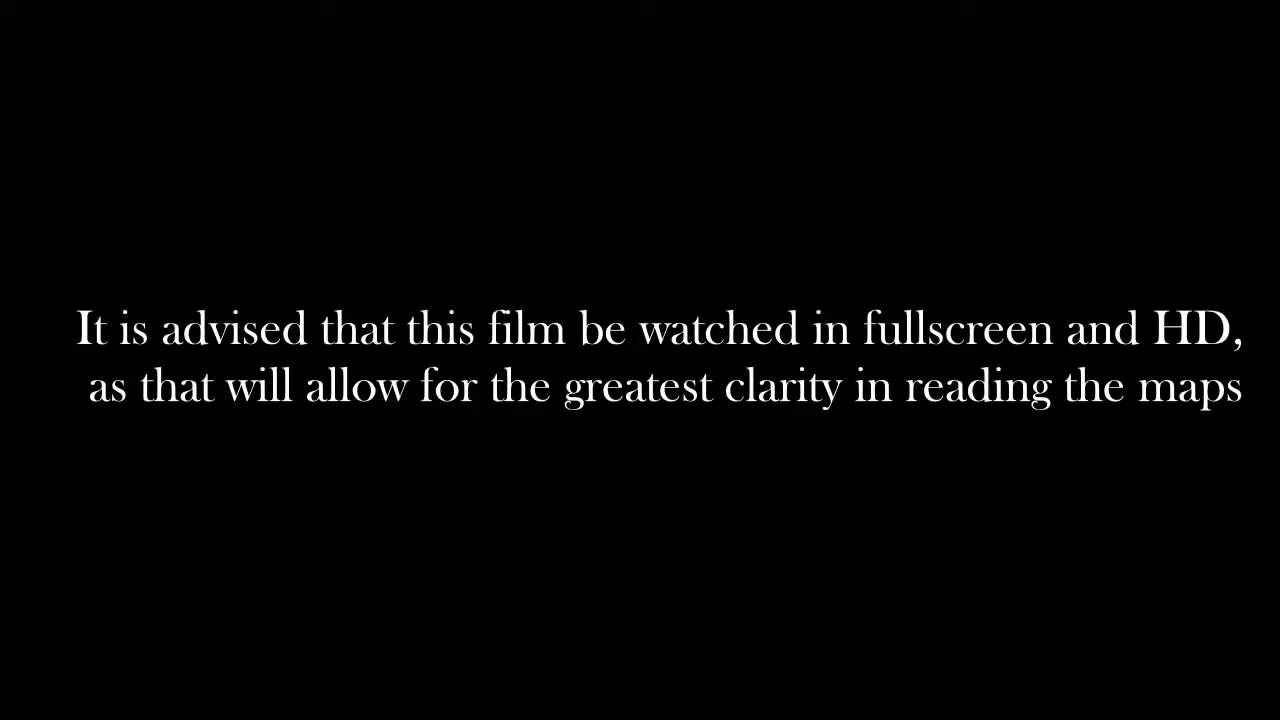 It is advised that this film be watched in fullscreen and HD,
as that will allow for the greatest clarity in reading the maps